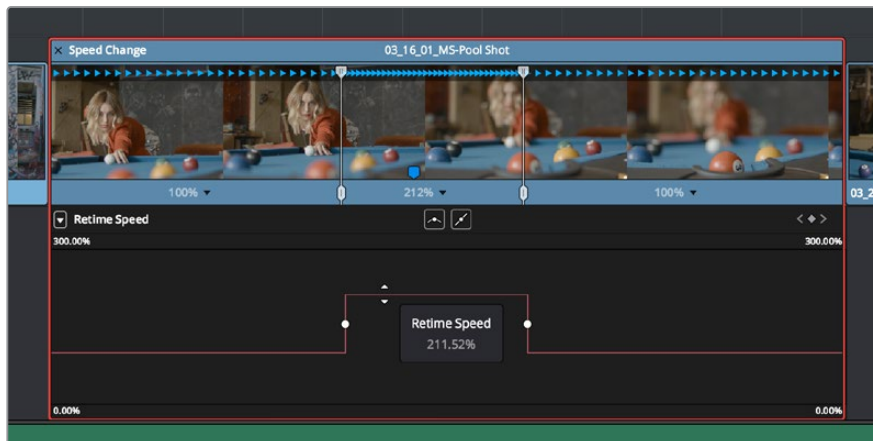 × Speed Change 03_16_01_MS-Pool Shot
100% 212% 100%
03_2
Retime Speed
300.00% 300.00%
Retime Speed
211.52%
0.00% 0.00%